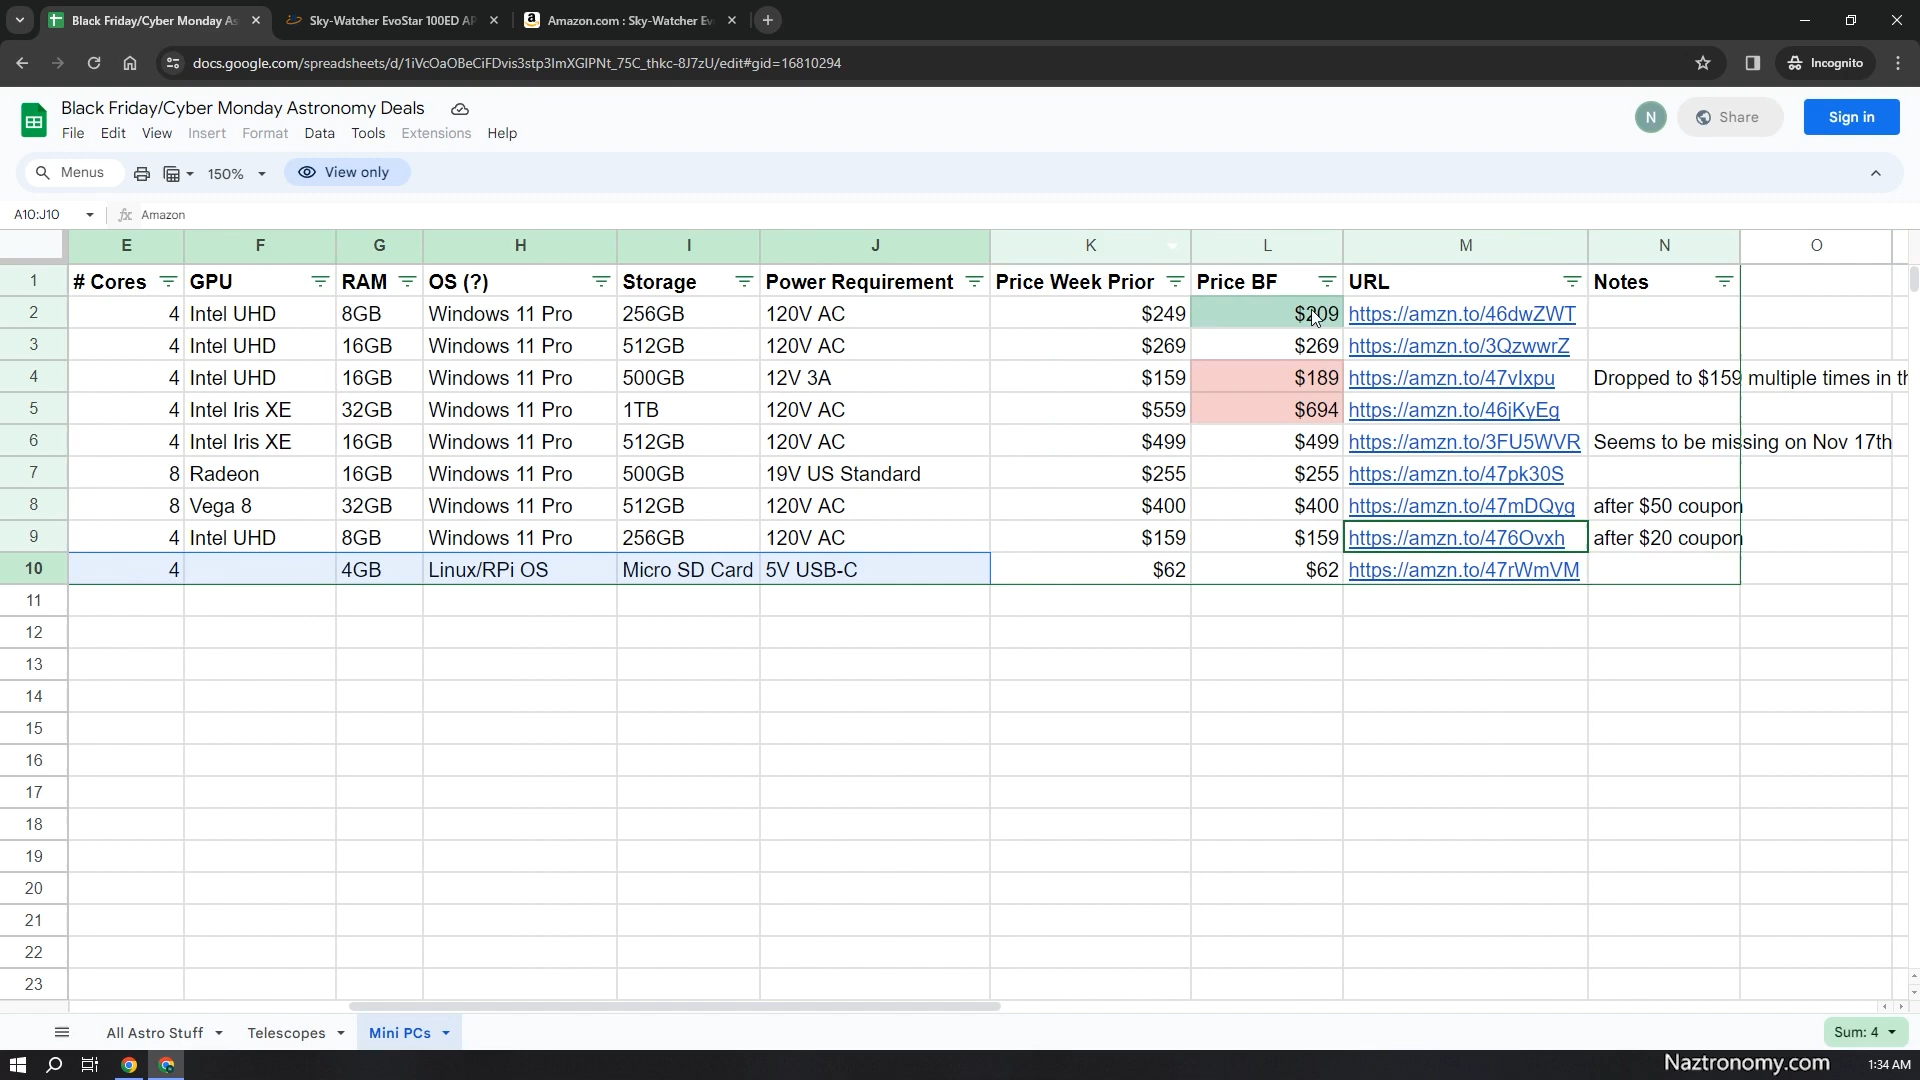 Black Friday/Cyber Monday As
Sky-Watcher EvoStar 100ED AP
Amazon.com : Sky-Watcher Ev
docs.google.com/spreadsheets/d/1iVcOaOBeCiFDvis3stp3ImXGIPNt_75C_thkc-8J7zU/edit#gid=16810294
Incognito
Black Friday/Cyber Monday Astronomy Deals
File Edit View Insert Format Data Tools Extensions Help
N
Share
Sign in
Menus
150%
View only
A10:J10
fx Amazon
E F G H I J K L M N O
1 # Cores GPU RAM OS (?) Storage Power Requirement Price Week Prior Price BF URL Notes
2 4 Intel UHD 8GB Windows 11 Pro 256GB 120V AC $249 $209 https://amzn.to/46dwZWT
3 4 Intel UHD 16GB Windows 11 Pro 512GB 120V AC $269 $269 https://amzn.to/3QzwwrZ
4 4 Intel UHD 16GB Windows 11 Pro 500GB 12V 3A $159 $189 https://amzn.to/47vIxpu Dropped to $159 multiple times in th
5 4 Intel Iris XE 32GB Windows 11 Pro 1TB 120V AC $559 $694 https://amzn.to/46jKyEq
6 4 Intel Iris XE 16GB Windows 11 Pro 512GB 120V AC $499 $499 https://amzn.to/3FU5WVR Seems to be missing on Nov 17th
7 8 Radeon 16GB Windows 11 Pro 500GB 19V US Standard $255 $255 https://amzn.to/47pk30S
8 8 Vega 8 32GB Windows 11 Pro 512GB 120V AC $400 $400 https://amzn.to/47mDQyq after $50 coupon
9 4 Intel UHD 8GB Windows 11 Pro 256GB 120V AC $159 $159 https://amzn.to/476Ovxh after $20 coupon
10 4 4GB Linux/RPi OS Micro SD Card 5V USB-C $62 $62 https://amzn.to/47rWmVM
11
12
13
14
15
16
17
18
19
20
21
22
23
All Astro Stuff Telescopes Mini PCs
Sum: 4
Naztronomy.com
1:34 AM